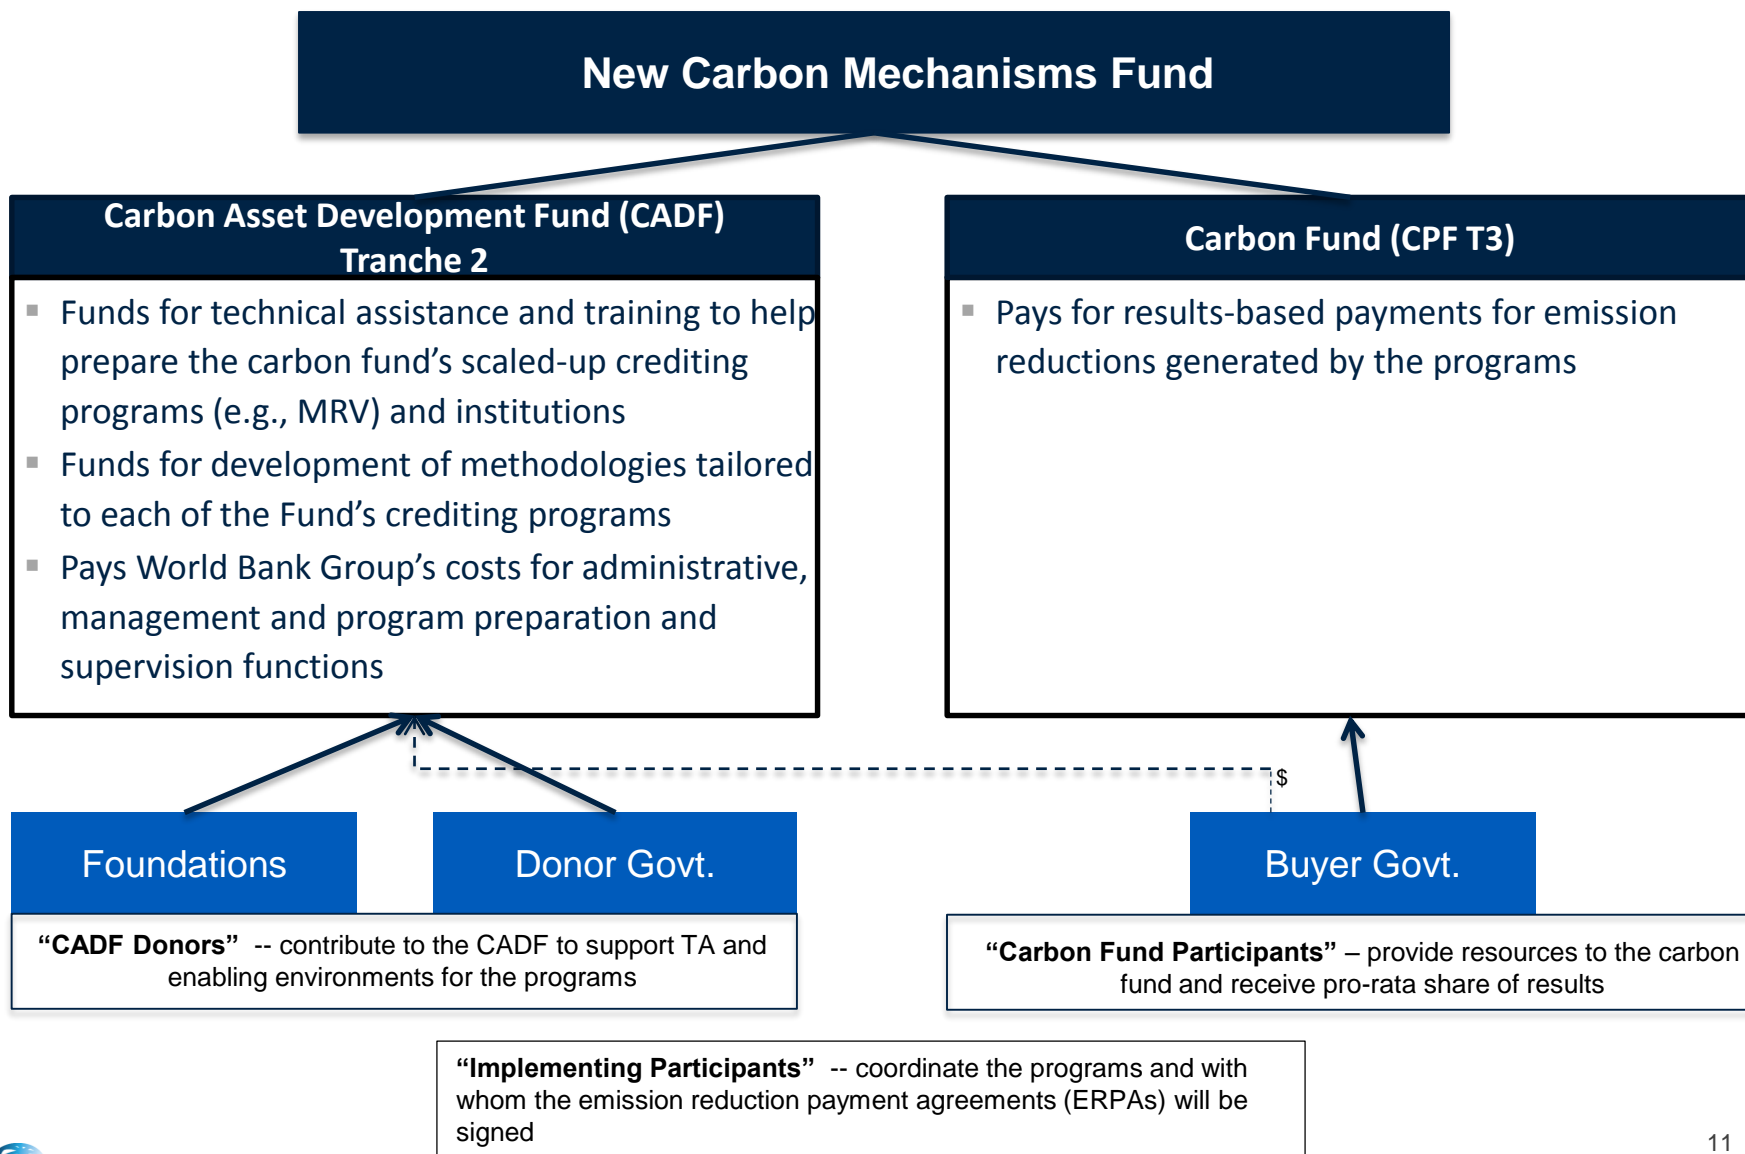 New Carbon Mechanisms Fund
Carbon Asset Development Fund (CADF)
Tranche 2
▪ Funds for technical assistance and training to help
prepare the carbon fund’s scaled-up crediting
programs (e.g., MRV) and institutions
▪ Funds for development of methodologies tailored
to each of the Fund’s crediting programs
▪ Pays World Bank Group’s costs for administrative,
management and program preparation and
supervision functions
Carbon Fund (CPF T3)
▪ Pays for results-based payments for emission
reductions generated by the programs
$
Foundations
Donor Govt.
Buyer Govt.
“CADF Donors” -- contribute to the CADF to support TA and
enabling environments for the programs
“Carbon Fund Participants” – provide resources to the carbon
fund and receive pro-rata share of results
“Implementing Participants” -- coordinate the programs and with
whom the emission reduction payment agreements (ERPAs) will be
signed
11